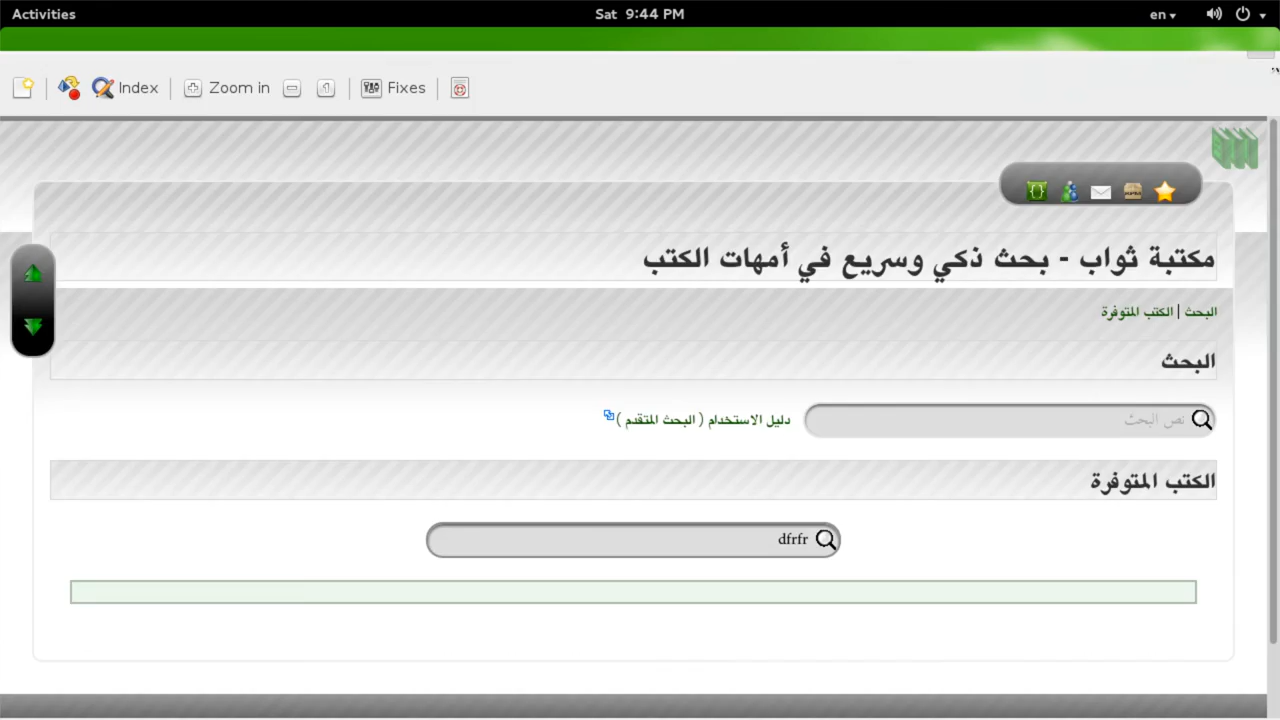 Activities
Sat 9:44 PM
en
Index
Zoom in
Fixes
مكتبة ثواب - بحث ذكي وسريع في أمهات الكتب
البحث | الكتب المتوفرة
البحث
نص البحث
دليل الاستخدام ( البحث المتقدم )
الكتب المتوفرة
dfrfr